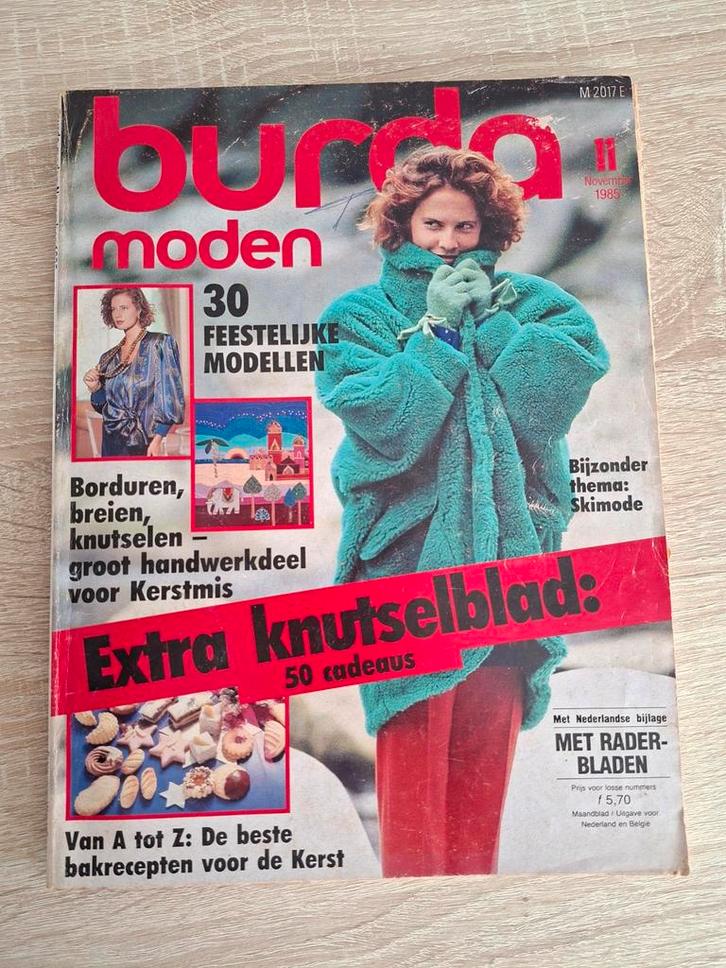 M 2017 E
burda
moden
11
November
1985
30
FEESTELIJKE
MODELLEN
Borduren,
breien,
knutselen –
groot handwerkdeel
voor Kerstmis
Bijzonder
thema:
Skimode
Extra knutselblad:
50 cadeaus
Met Nederlandse bijlage
MET RADER-
BLADEN
Prijs voor losse nummers
f 5,70
Maandblad / Uitgave voor
Nederland en België
Van A tot Z: De beste
bakrecepten voor de Kerst